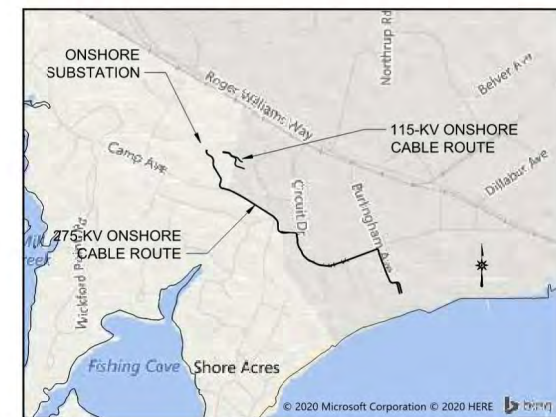 ONSHORE
SUBSTATION
Roger Williams Way
Northrup Rd
Belver Ave
115-KV ONSHORE
CABLE ROUTE
Camp Ave
Dillabur Ave
Circuit Dr
Burlingham Ave
275-KV ONSHORE
CABLE ROUTE
Wickford Point Rd
Fishing Cove
Shore Acres
© 2020 Microsoft Corporation © 2020 HERE